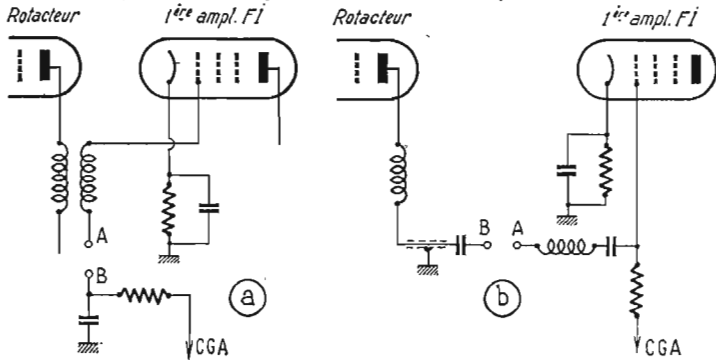 Rotacteur
1ère ampl. FI
Rotacteur
1ère ampl. FI
A
B
a
CGA
B
A
b
CGA